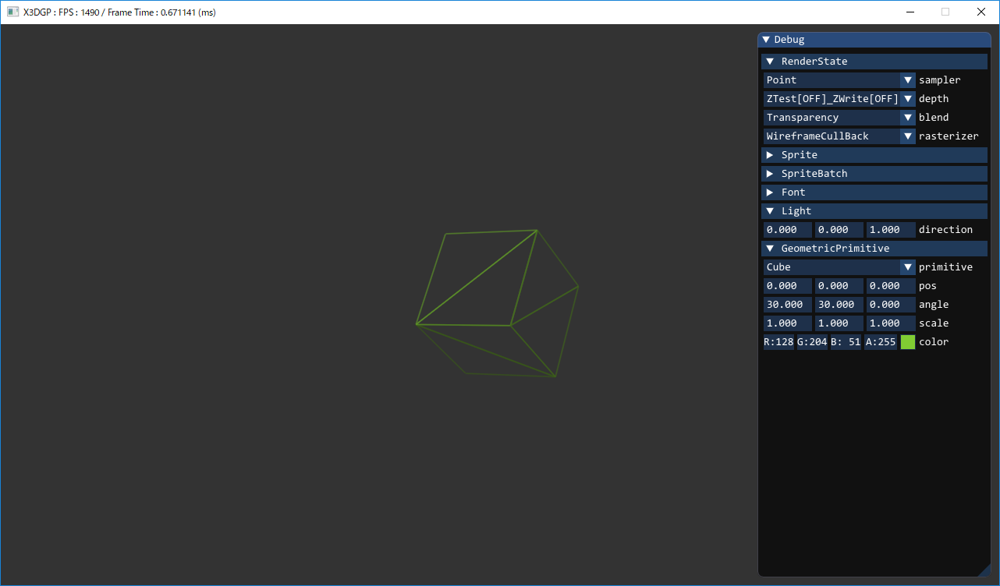 X3DGP : FPS : 1490 / Frame Time : 0.671141 (ms)
Debug
RenderState
Point sampler
ZTest[OFF]_ZWrite[OFF] depth
Transparency blend
WireframeCullBack rasterizer
Sprite
SpriteBatch
Font
Light
0.000 0.000 1.000 direction
GeometricPrimitive
Cube primitive
0.000 0.000 0.000 pos
30.000 30.000 0.000 angle
1.000 1.000 1.000 scale
R:128 G:204 B: 51 A:255 color